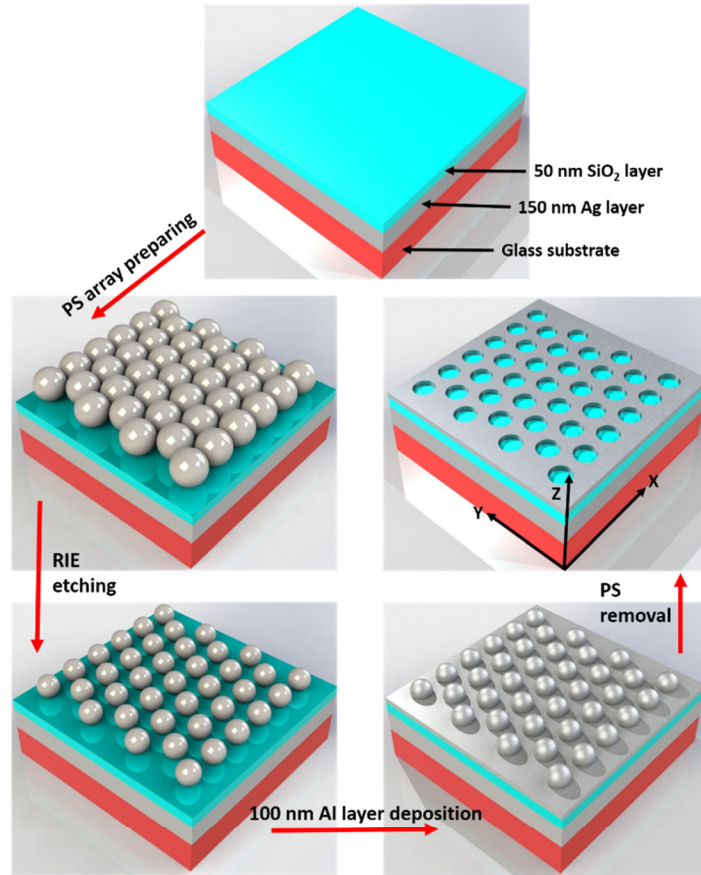 50 nm SiO₂ layer
150 nm Ag layer
Glass substrate
PS array preparing
Z
X
Y
RIE
etching
PS
removal
100 nm Al layer deposition